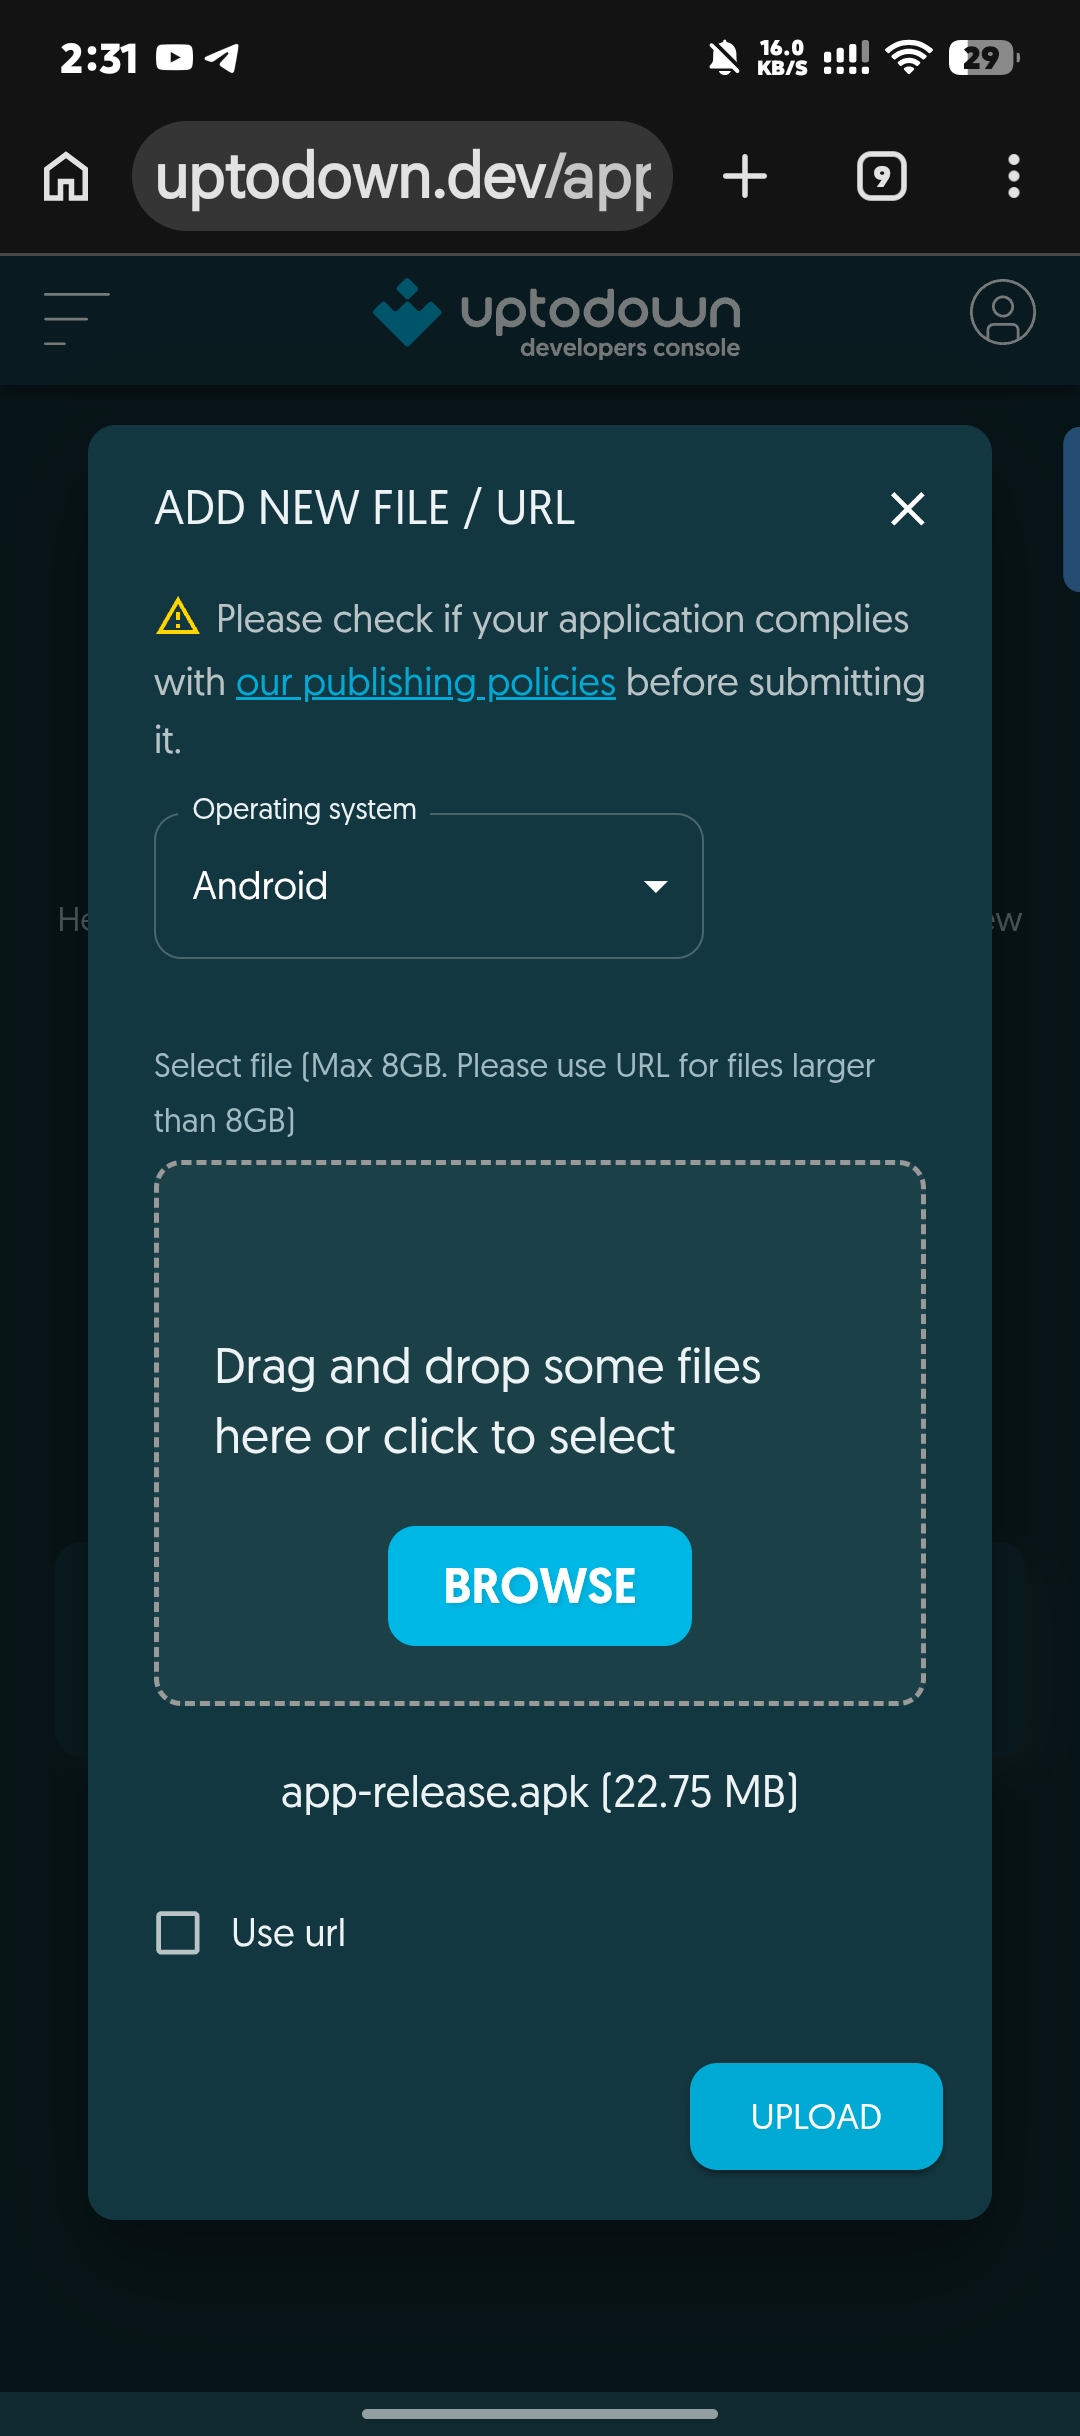 2:31
16.0
KB/S
29
uptodown.dev/app
9
uptodown
developers console
ADD NEW FILE / URL
Please check if your application complies
with our publishing policies before submitting
it.
Operating system
Android
Select file (Max 8GB. Please use URL for files larger
than 8GB)
Drag and drop some files
here or click to select
BROWSE
app-release.apk (22.75 MB)
Use url
UPLOAD